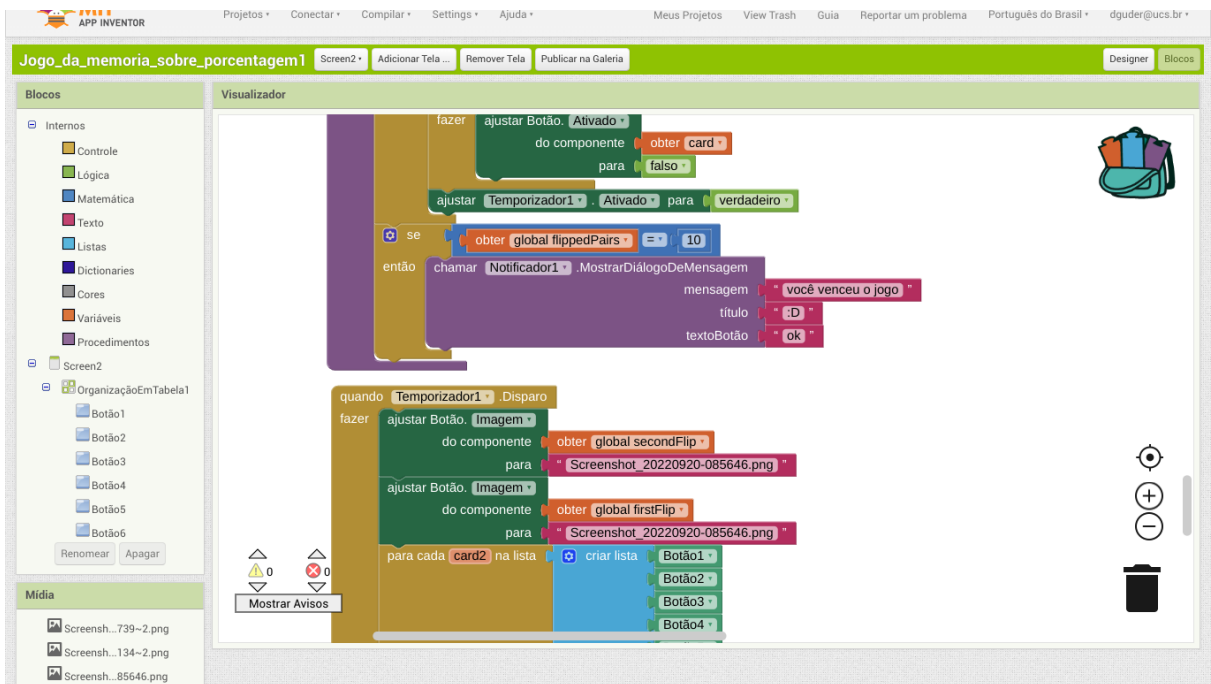 MIT
APP INVENTOR
Projetos Conectar Compilar Settings Ajuda Meus Projetos View Trash Guia Reportar um problema Português do Brasil dguder@ucs.br
Jogo_da_memoria_sobre_porcentagem1 Screen2 Adicionar Tela ... Remover Tela Publicar na Galeria Designer Blocos
Blocos
Internos
Controle
Lógica
Matemática
Texto
Listas
Dictionaries
Cores
Variáveis
Procedimentos
Screen2
OrganizaçãoEmTabela1
Botão1
Botão2
Botão3
Botão4
Botão5
Botão6
Renomear Apagar
Mídia
Screensh...739~2.png
Screensh...134~2.png
Screensh...85646.png
Visualizador
fazer ajustar Botão. Ativado
do componente obter card
para falso
ajustar Temporizador1 . Ativado para verdadeiro
se obter global flippedPairs = 10
então chamar Notificador1 .MostrarDiálogoDeMensagem
mensagem " você venceu o jogo "
título " :D "
textoBotão " ok "
quando Temporizador1 .Disparo
fazer ajustar Botão. Imagem
do componente obter global secondFlip
para " Screenshot_20220920-085646.png "
ajustar Botão. Imagem
do componente obter global firstFlip
para " Screenshot_20220920-085646.png "
para cada card2 na lista criar lista Botão1
Botão2
Botão3
Botão4
0 0
Mostrar Avisos